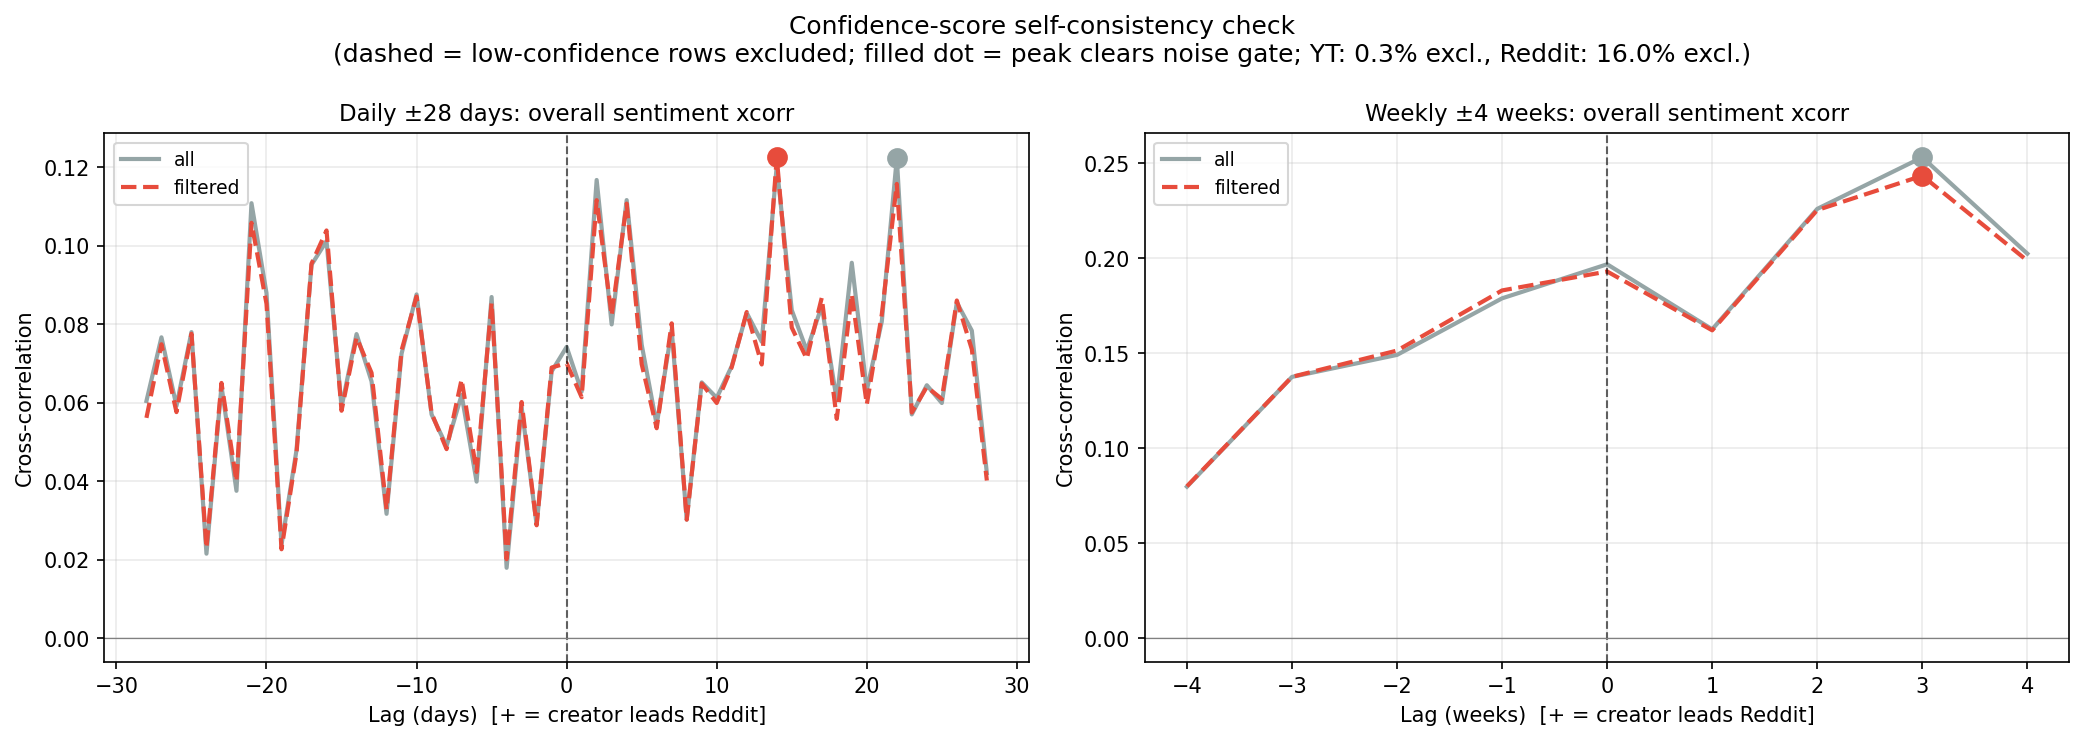 Confidence-score self-consistency check
(dashed = low-confidence rows excluded; filled dot = peak clears noise gate; YT: 0.3% excl., Reddit: 16.0% excl.)
Daily ±28 days: overall sentiment xcorr
all
filtered
Cross-correlation
0.12
0.10
0.08
0.06
0.04
0.02
0.00
−30 −20 −10 0 10 20 30
Lag (days)  [+ = creator leads Reddit]
Weekly ±4 weeks: overall sentiment xcorr
all
filtered
Cross-correlation
0.25
0.20
0.15
0.10
0.05
0.00
−4 −3 −2 −1 0 1 2 3 4
Lag (weeks)  [+ = creator leads Reddit]